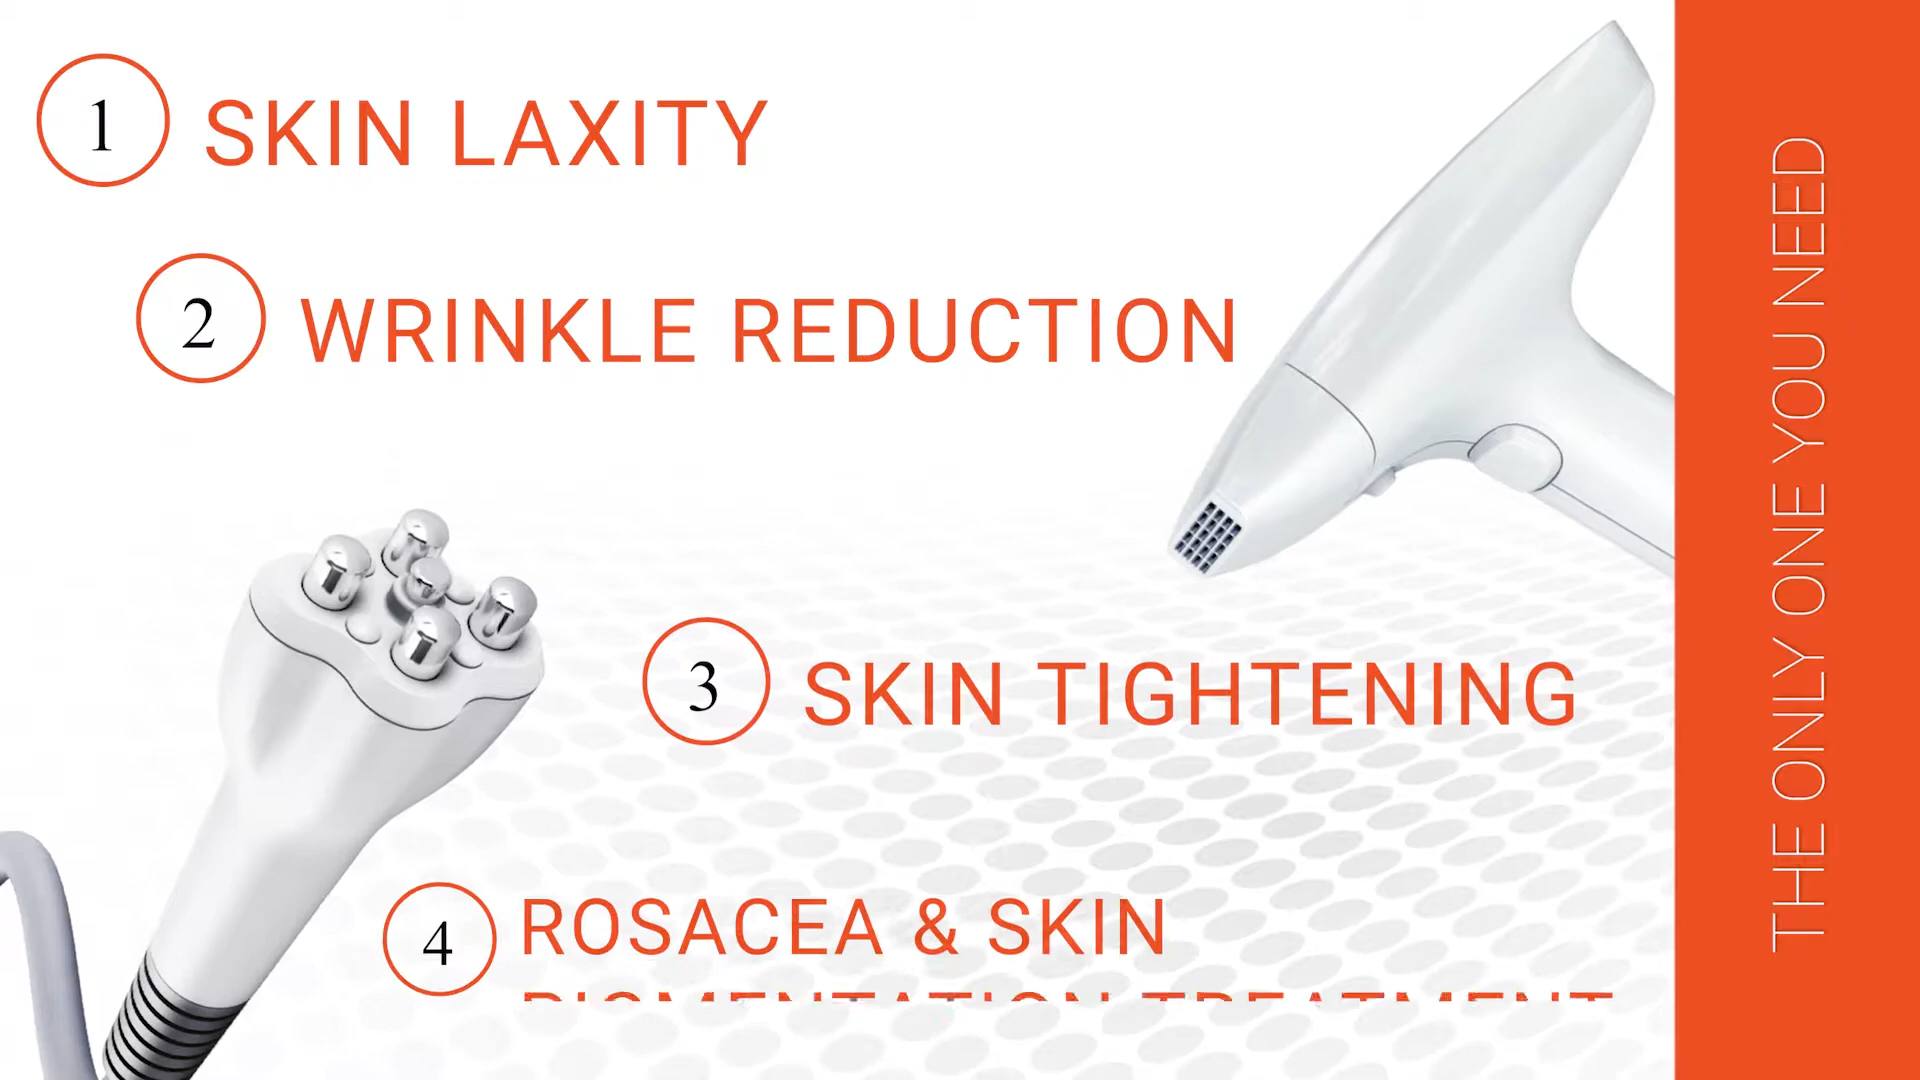 1 SKIN LAXITY
2 WRINKLE REDUCTION
3 SKIN TIGHTENING
4 ROSACEA & SKIN
THE ONLY ONE YOU NEED